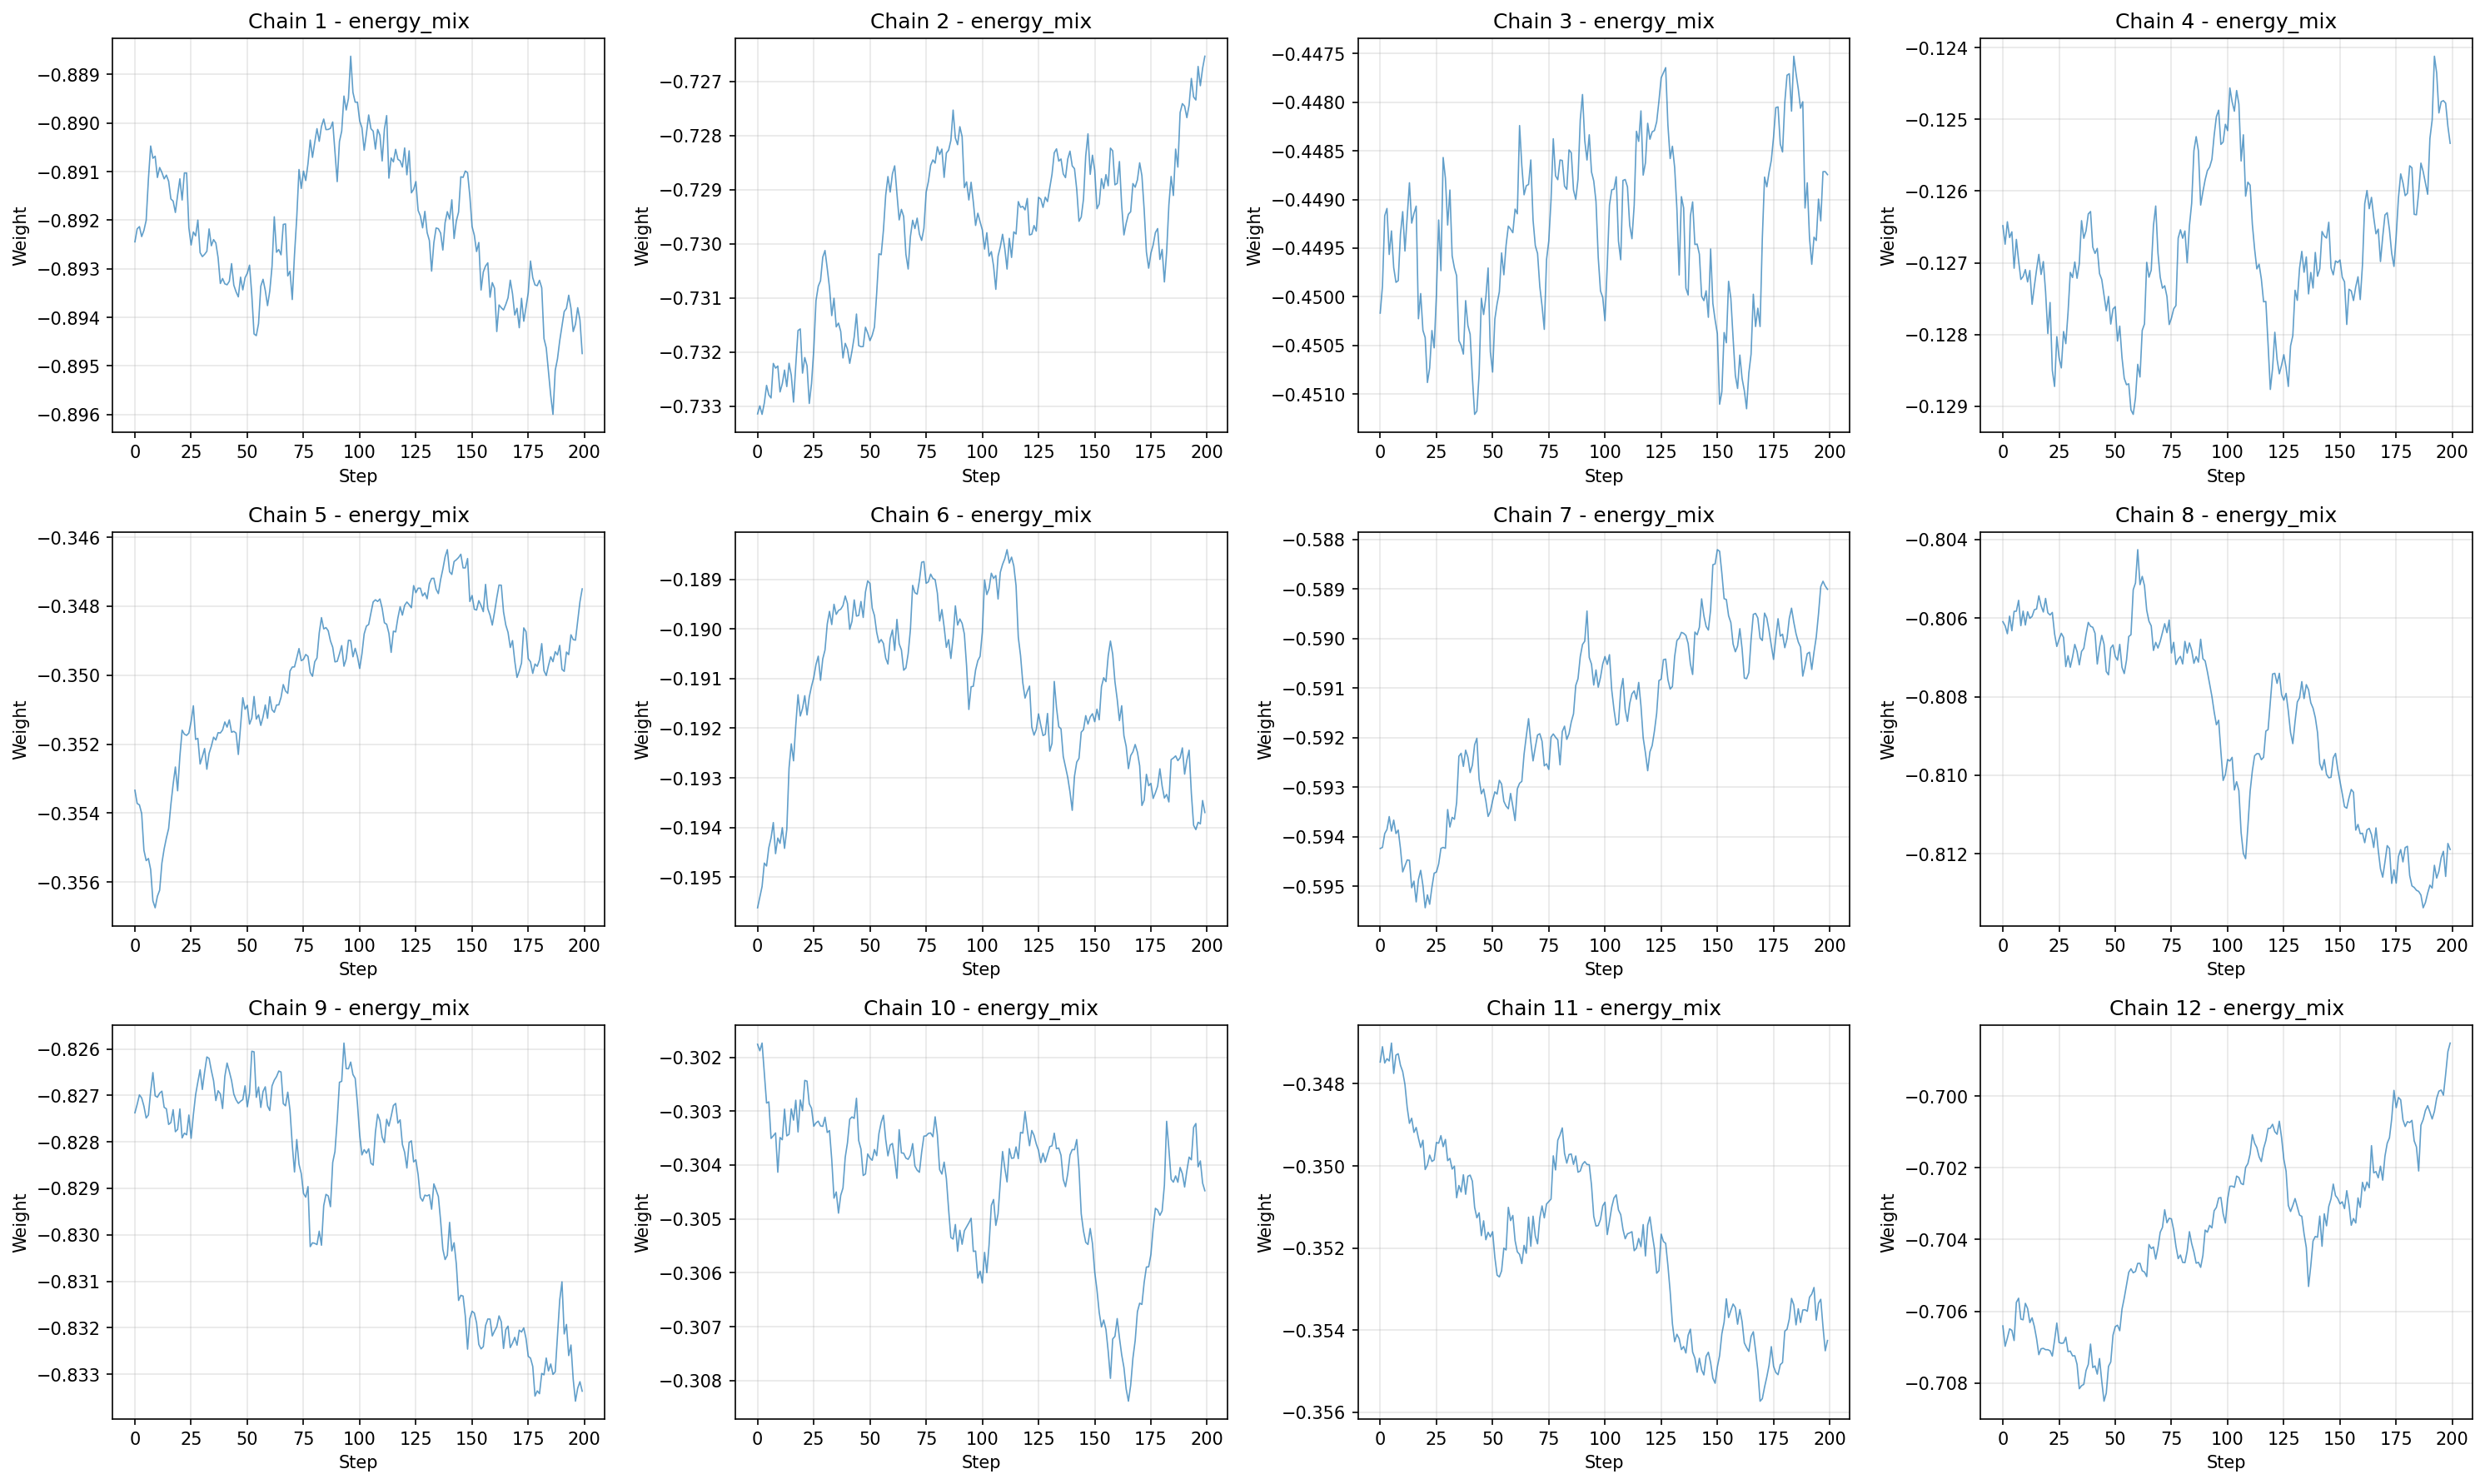 Chain 1 - energy_mix
Weight
−0.889
−0.890
−0.891
−0.892
−0.893
−0.894
−0.895
−0.896
0 25 50 75 100 125 150 175 200
Step
Chain 2 - energy_mix
Weight
−0.727
−0.728
−0.729
−0.730
−0.731
−0.732
−0.733
0 25 50 75 100 125 150 175 200
Step
Chain 3 - energy_mix
Weight
−0.4475
−0.4480
−0.4485
−0.4490
−0.4495
−0.4500
−0.4505
−0.4510
0 25 50 75 100 125 150 175 200
Step
Chain 4 - energy_mix
Weight
−0.124
−0.125
−0.126
−0.127
−0.128
−0.129
0 25 50 75 100 125 150 175 200
Step
Chain 5 - energy_mix
Weight
−0.346
−0.348
−0.350
−0.352
−0.354
−0.356
0 25 50 75 100 125 150 175 200
Step
Chain 6 - energy_mix
Weight
−0.189
−0.190
−0.191
−0.192
−0.193
−0.194
−0.195
0 25 50 75 100 125 150 175 200
Step
Chain 7 - energy_mix
Weight
−0.588
−0.589
−0.590
−0.591
−0.592
−0.593
−0.594
−0.595
0 25 50 75 100 125 150 175 200
Step
Chain 8 - energy_mix
Weight
−0.804
−0.806
−0.808
−0.810
−0.812
0 25 50 75 100 125 150 175 200
Step
Chain 9 - energy_mix
Weight
−0.826
−0.827
−0.828
−0.829
−0.830
−0.831
−0.832
−0.833
0 25 50 75 100 125 150 175 200
Step
Chain 10 - energy_mix
Weight
−0.302
−0.303
−0.304
−0.305
−0.306
−0.307
−0.308
0 25 50 75 100 125 150 175 200
Step
Chain 11 - energy_mix
Weight
−0.348
−0.350
−0.352
−0.354
−0.356
0 25 50 75 100 125 150 175 200
Step
Chain 12 - energy_mix
Weight
−0.700
−0.702
−0.704
−0.706
−0.708
0 25 50 75 100 125 150 175 200
Step